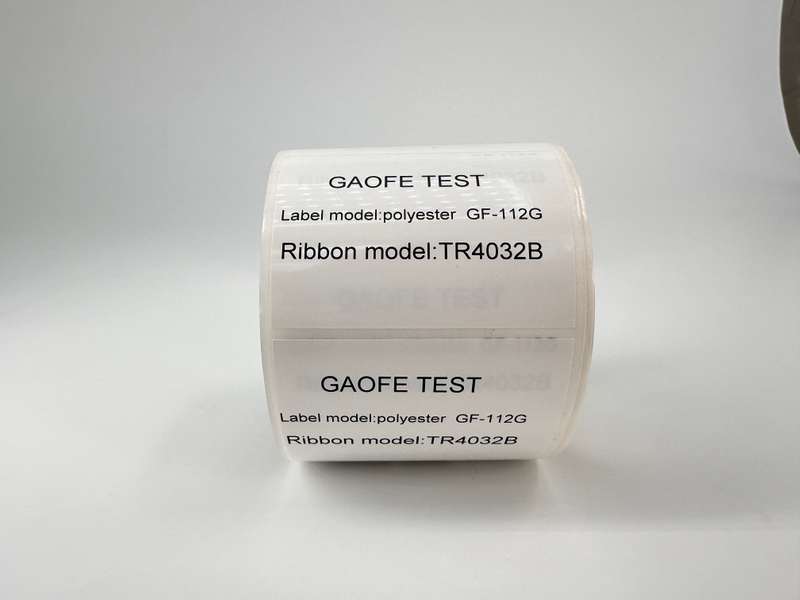 GAOFE TEST
Label model:polyester GF-112G
Ribbon model:TR4032B
GAOFE TEST
Label model:polyester GF-112G
Ribbon model:TR4032B